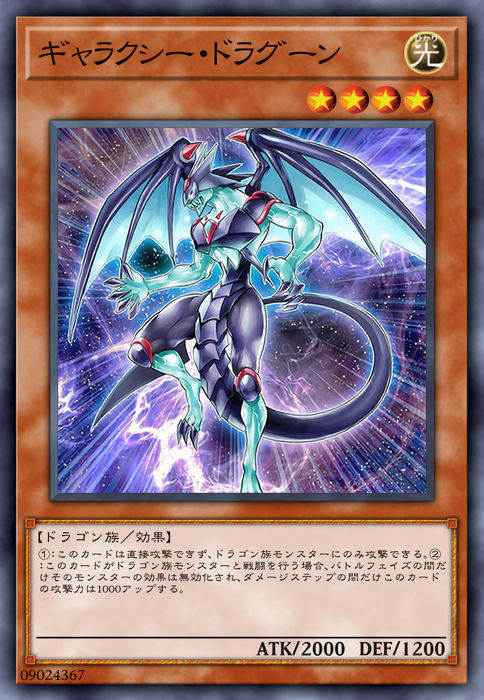 ギャラクシー・ドラグーン
ひかり
光
【ドラゴン族／効果】
①：このカードは直接攻撃できず、ドラゴン族モンスターにのみ攻撃できる。②
：このカードがドラゴン族モンスターと戦闘を行う場合、バトルフェイズの間だ
けそのモンスターの効果は無効化され、ダメージステップの間だけこのカード
の攻撃力は1000アップする。
ATK/2000 DEF/1200
09024367